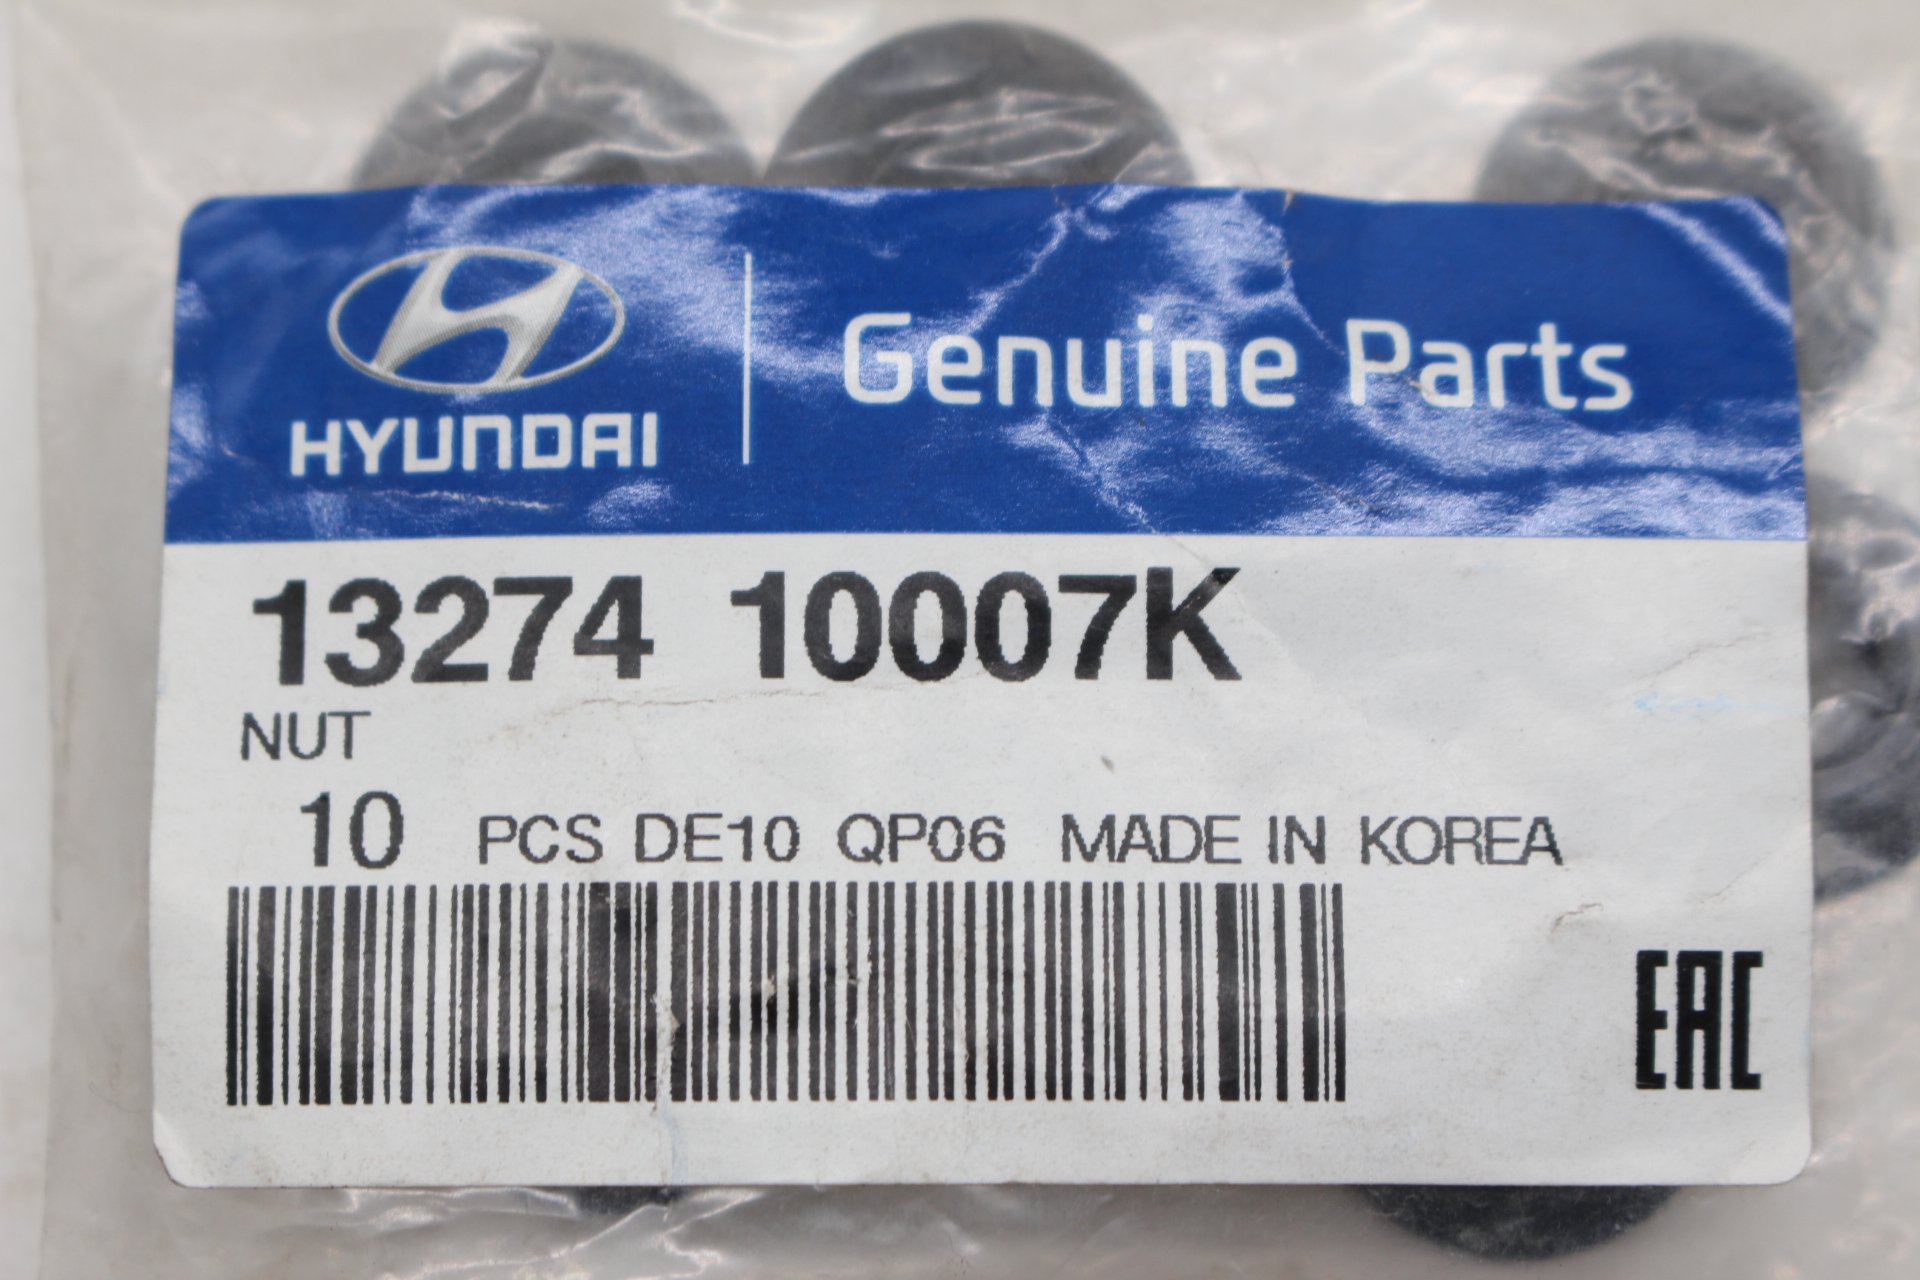 HYUNDAI
Genuine Parts
13274 10007K
NUT
10 PCS DE10 QP06 MADE IN KOREA
EAC